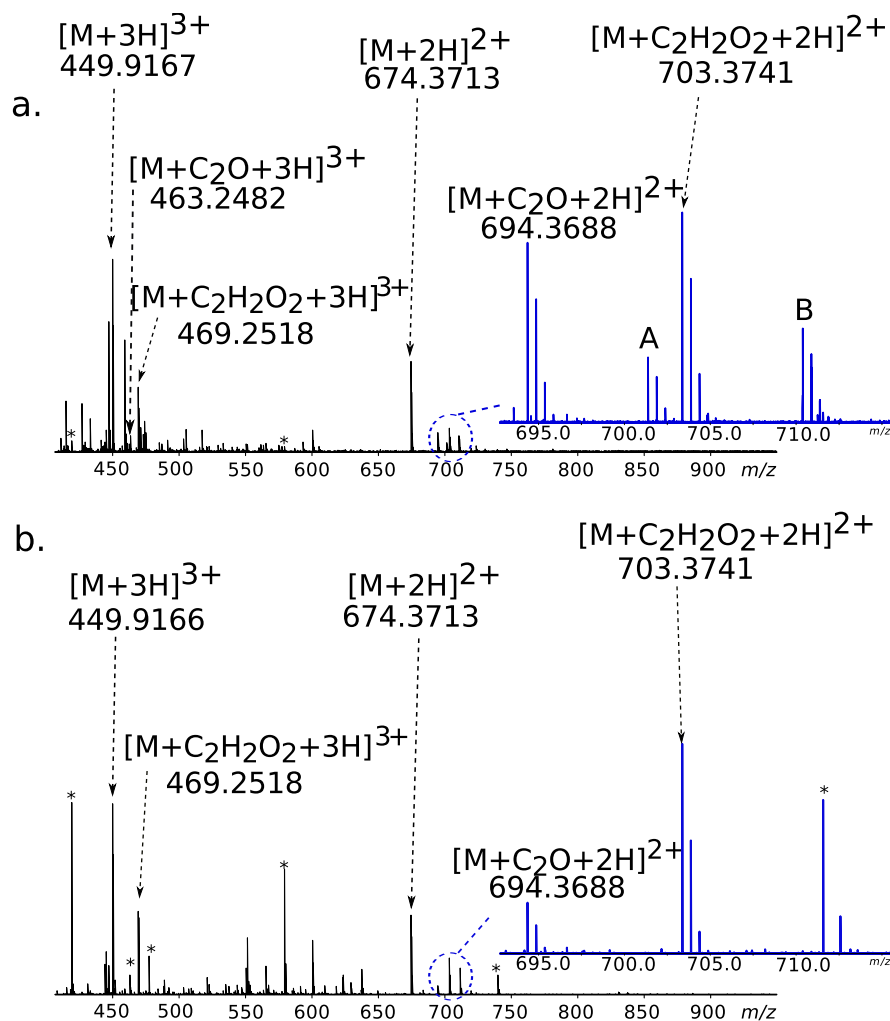 [M+3H]3+
449.9167
[M+2H]2+
674.3713
[M+C2H2O2+2H]2+
703.3741
a.
[M+C2O+3H]3+
463.2482
[M+C2O+2H]2+
694.3688
[M+C2H2O2+3H]3+
469.2518
A
B
*
*
695.0 700.0 705.0 710.0 m/z
450 500 550 600 650 700 750 800 850 900 m/z
b.
[M+C2H2O2+2H]2+
703.3741
[M+3H]3+
449.9166
[M+2H]2+
674.3713
[M+C2H2O2+3H]3+
469.2518
*
*
[M+C2O+2H]2+
694.3688
*
*
*
*
695.0 700.0 705.0 710.0 m/z
450 500 550 600 650 700 750 800 850 900 m/z